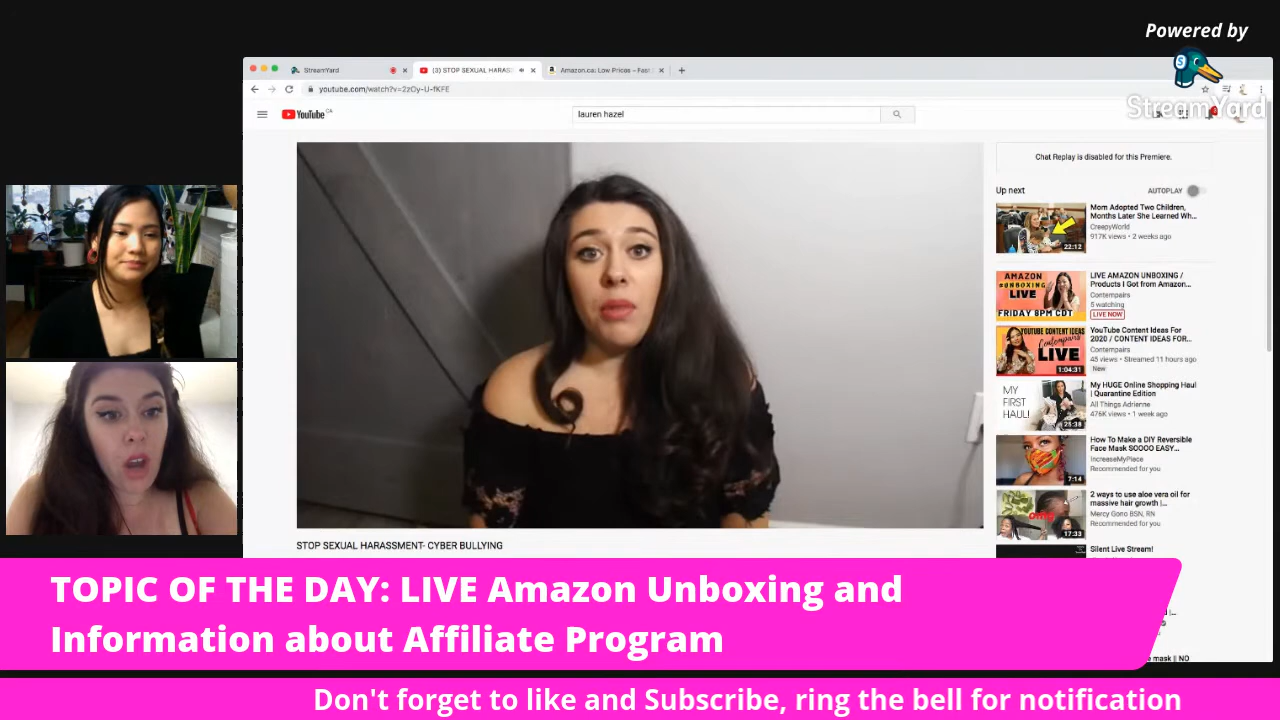 Powered by
StreamYard
StreamYard
(3) STOP SEXUAL HARASS
Amazon.ca: Low Prices – Fast
youtube.com/watch?v=2zOy-U-fKFE
YouTube CA
lauren hazel
Chat Replay is disabled for this Premiere.
Up next
AUTOPLAY
Mom Adopted Two Children,
Months Later She Learned Wh...
CreepyWorld
917K views • 2 weeks ago
22:12
AMAZON
UNBOXING
LIVE
FRIDAY 8PM CDT
LIVE AMAZON UNBOXING /
Products I Got from Amazon...
Contempairs
5 watching
LIVE NOW
YOUTUBE CONTENT IDEAS
Contempairs
LIVE
1:04:31
YouTube Content Ideas For
2020 / CONTENT IDEAS FOR...
Contempairs
45 views • Streamed 11 hours ago
New
MY
FIRST
HAUL!
25:38
My HUGE Online Shopping Haul
| Quarantine Edition
All Things Adrienne
476K views • 1 week ago
7:14
How To Make a DIY Reversible
Face Mask SOOOO EASY...
IncreaseMyPlace
Recommended for you
17:33
2 ways to use aloe vera oil for
massive hair growth |...
Mercy Gono BSN, RN
Recommended for you
Silent Live Stream!
STOP SEXUAL HARASSMENT- CYBER BULLYING
e mask || NO
TOPIC OF THE DAY: LIVE Amazon Unboxing and
Information about Affiliate Program
Don't forget to like and Subscribe, ring the bell for notification